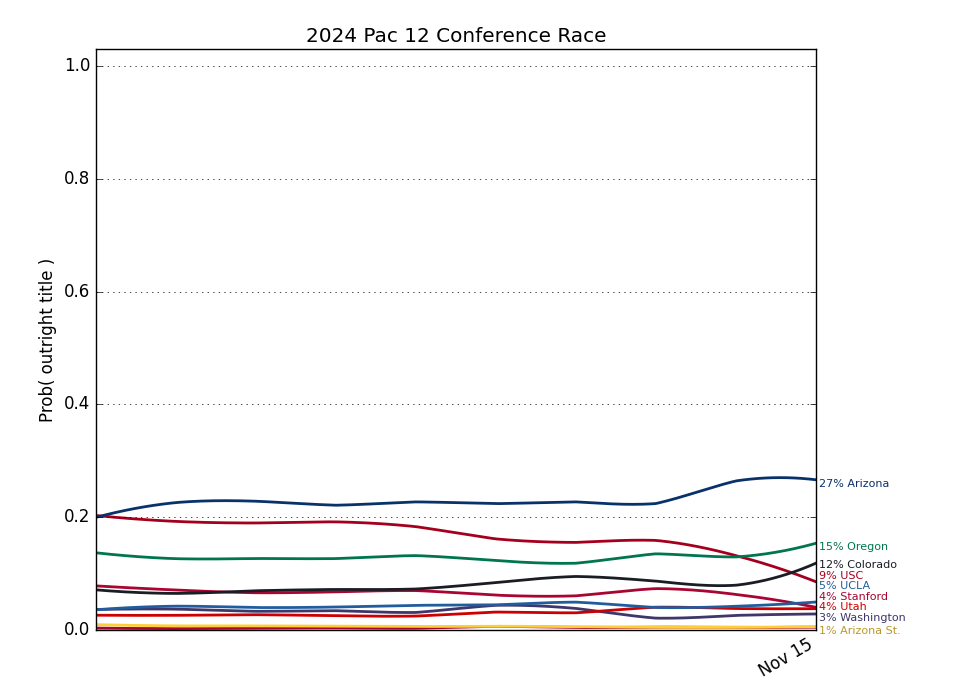 2024 Pac 12 Conference Race
1.0
0.8
0.6
0.4
0.2
0.0
Prob( outright title )
27% Arizona
15% Oregon
12% Colorado
9% USC
5% UCLA
4% Stanford
4% Utah
3% Washington
1% Arizona St.
Nov 15